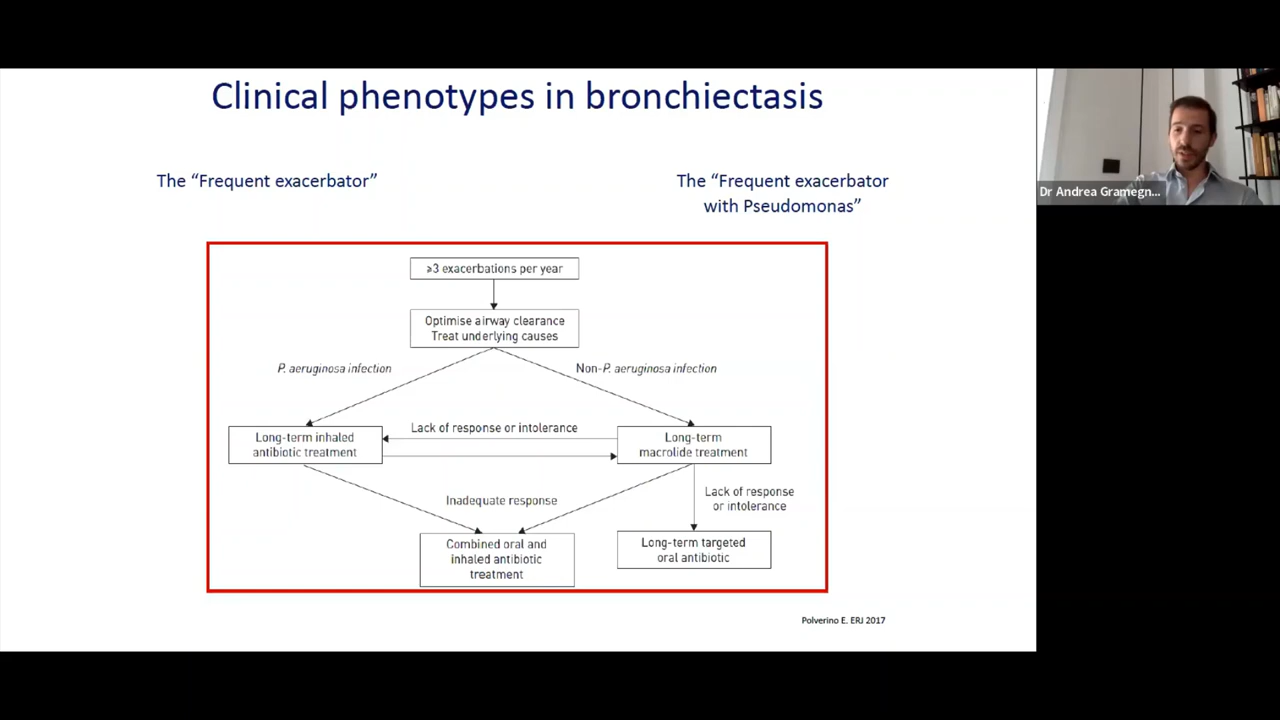 Clinical phenotypes in bronchiectasis
The “Frequent exacerbator”
The “Frequent exacerbator
with Pseudomonas”
Dr Andrea Gramegn...
≥3 exacerbations per year
Optimise airway clearance
Treat underlying causes
P. aeruginosa infection
Non-P. aeruginosa infection
Long-term inhaled
antibiotic treatment
Lack of response or intolerance
Long-term
macrolide treatment
Inadequate response
Lack of response
or intolerance
Combined oral and
inhaled antibiotic
treatment
Long-term targeted
oral antibiotic
Polverino E. ERJ 2017